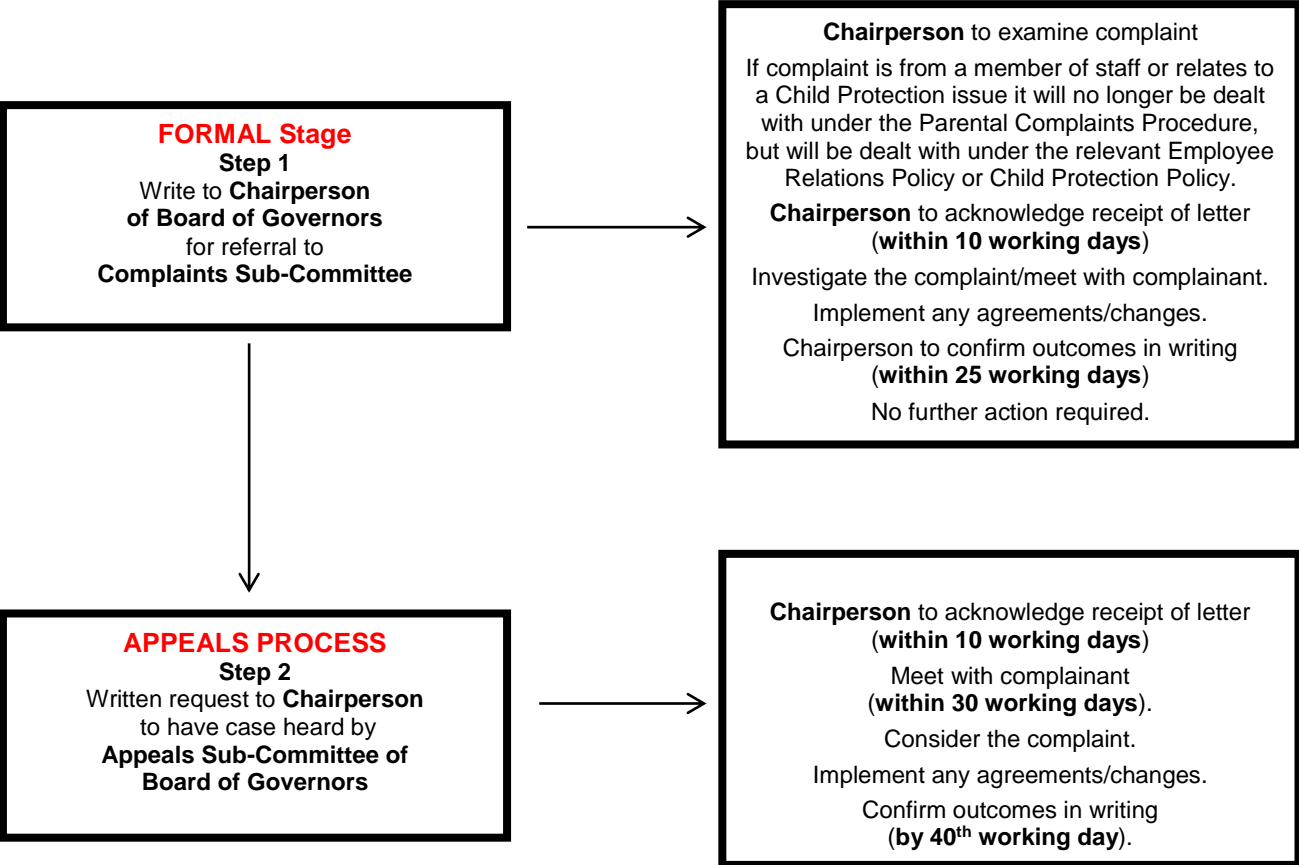 FORMAL Stage
Step 1
Write to Chairperson
of Board of Governors
for referral to
Complaints Sub-Committee
Chairperson to examine complaint
If complaint is from a member of staff or relates to
a Child Protection issue it will no longer be dealt
with under the Parental Complaints Procedure,
but will be dealt with under the relevant Employee
Relations Policy or Child Protection Policy.
Chairperson to acknowledge receipt of letter
(within 10 working days)
Investigate the complaint/meet with complainant.
Implement any agreements/changes.
Chairperson to confirm outcomes in writing
(within 25 working days)
No further action required.
APPEALS PROCESS
Step 2
Written request to Chairperson
to have case heard by
Appeals Sub-Committee of
Board of Governors
Chairperson to acknowledge receipt of letter
(within 10 working days)
Meet with complainant
(within 30 working days).
Consider the complaint.
Implement any agreements/changes.
Confirm outcomes in writing
(by 40th working day).